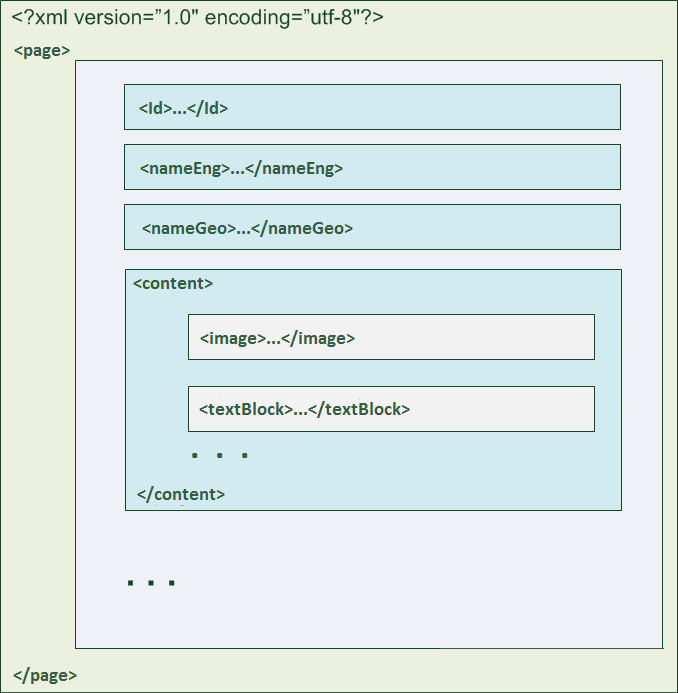 <?xml version=”1.0" encoding=”utf-8"?>
<page>
<Id>...</Id>
<nameEng>...</nameEng>
<nameGeo>...</nameGeo>
<content>
<image>...</image>
<textBlock>...</textBlock>
. . .
</content>
. . .
</page>